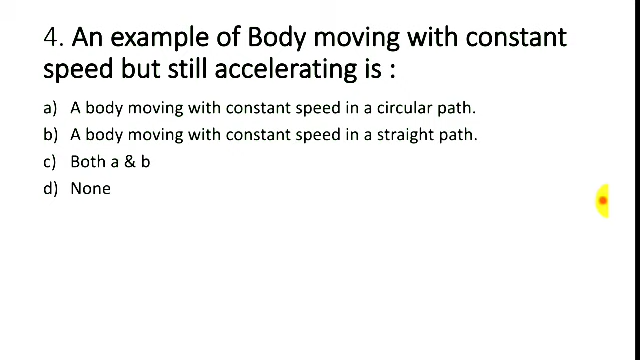 4. An example of Body moving with constant
speed but still accelerating is :
a) A body moving with constant speed in a circular path.
b) A body moving with constant speed in a straight path.
c) Both a & b
d) None